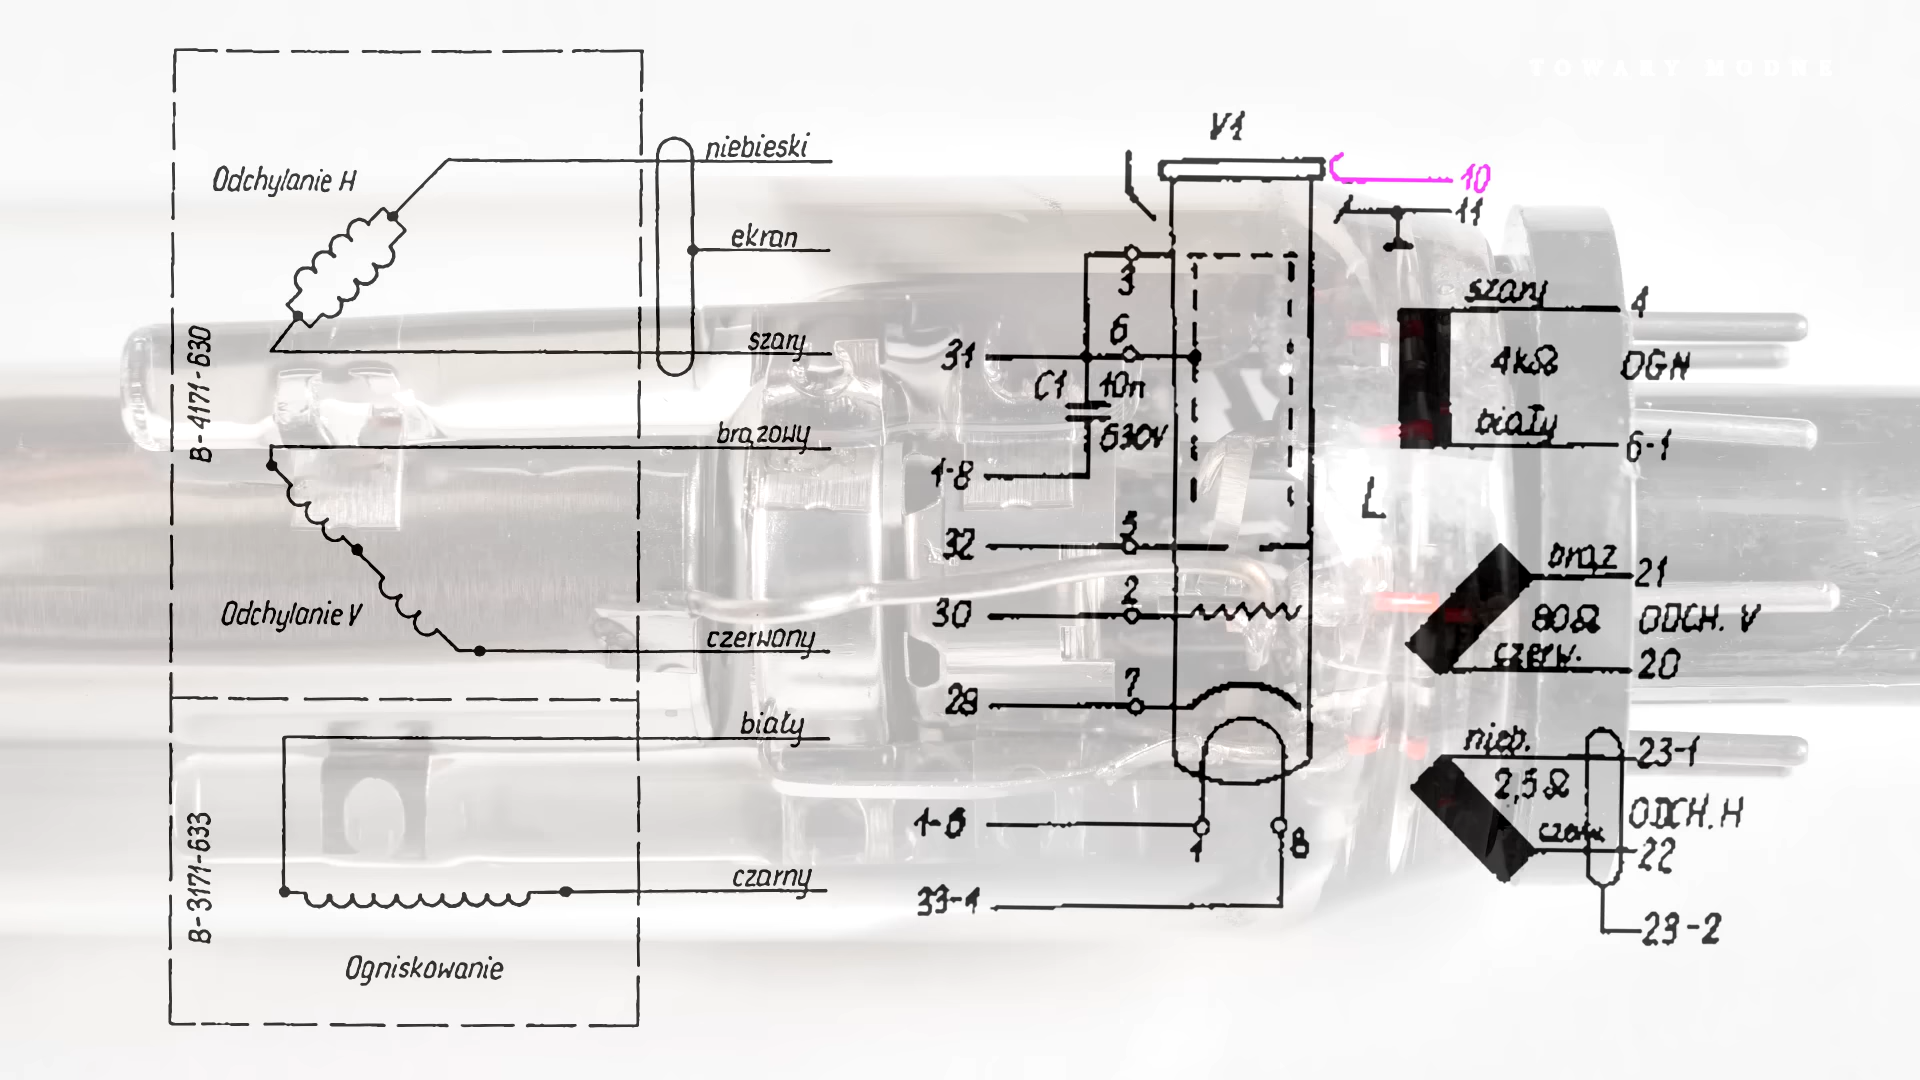 TOWARY MODNE
Odchylanie H
niebieski
ekran
szary
B-4171-630
brązowy
Odchylanie V
czerwony
biały
B-3171-633
czarny
Ogniskowanie
V1
10
11
3
6
31
C1 10n
630V
1-8
5
32
2
30
7
29
1
8
33-1
szary
4
4kΩ
OGN
biały
6-1
L
brąz
21
80Ω
ODCH. V
czerw.
20
nieb.
23-1
2,5Ω
ODCH. H
22
23-2